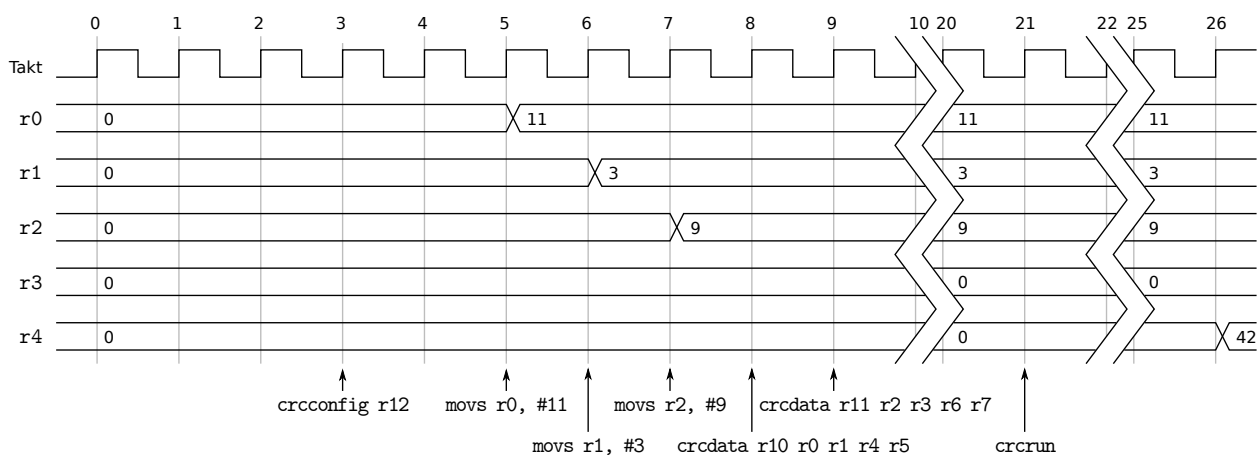 0 1 2 3 4 5 6 7 8 9 10 20 21 22 25 26
Takt
r0 0 11 11 11
r1 0 3 3 3
r2 0 9 9 9
r3 0 0 0
r4 0 0 42
crcconfig r12 movs r0, #11 movs r2, #9 crcdata r11 r2 r3 r6 r7
movs r1, #3 crcdata r10 r0 r1 r4 r5 crcrun